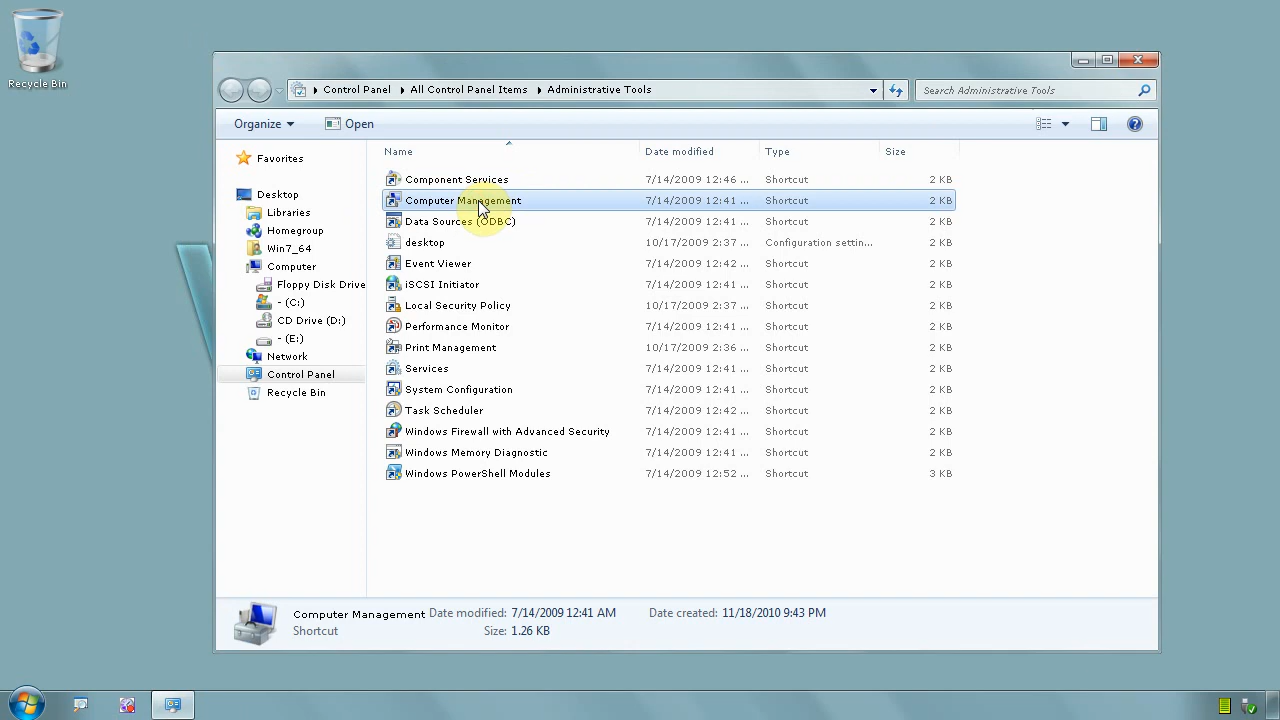 Recycle Bin
Control Panel All Control Panel Items Administrative Tools
Search Administrative Tools
Organize Open
Favorites
Desktop
Libraries
Homegroup
Win7_64
Computer
Floppy Disk Drive
- (C:)
CD Drive (D:)
- (E:)
Network
Control Panel
Recycle Bin
Name Date modified Type Size
Component Services 7/14/2009 12:46 ... Shortcut 2 KB
Computer Management 7/14/2009 12:41 ... Shortcut 2 KB
Data Sources (ODBC) 7/14/2009 12:41 ... Shortcut 2 KB
desktop 10/17/2009 2:37 ... Configuration settin... 2 KB
Event Viewer 7/14/2009 12:42 ... Shortcut 2 KB
iSCSI Initiator 7/14/2009 12:41 ... Shortcut 2 KB
Local Security Policy 10/17/2009 2:37 ... Shortcut 2 KB
Performance Monitor 7/14/2009 12:41 ... Shortcut 2 KB
Print Management 10/17/2009 2:36 ... Shortcut 2 KB
Services 7/14/2009 12:41 ... Shortcut 2 KB
System Configuration 7/14/2009 12:41 ... Shortcut 2 KB
Task Scheduler 7/14/2009 12:42 ... Shortcut 2 KB
Windows Firewall with Advanced Security 7/14/2009 12:41 ... Shortcut 2 KB
Windows Memory Diagnostic 7/14/2009 12:41 ... Shortcut 2 KB
Windows PowerShell Modules 7/14/2009 12:52 ... Shortcut 3 KB
Computer Management Date modified: 7/14/2009 12:41 AM Date created: 11/18/2010 9:43 PM
Shortcut Size: 1.26 KB